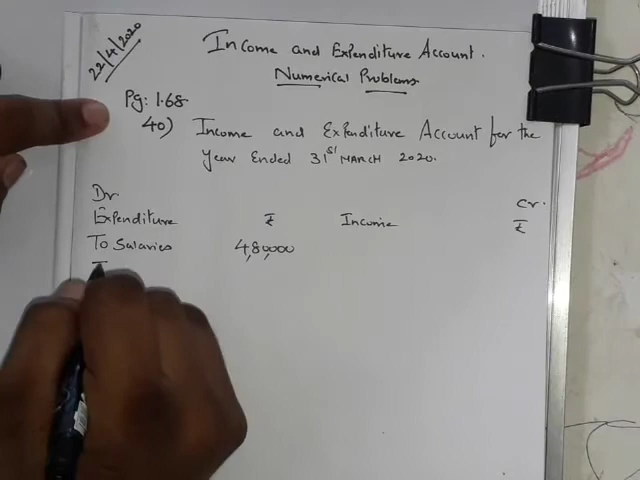 22/4/2020
Income and Expenditure Account.
Numerical Problems
Pg: 1.68
40) Income and Expenditure Account for the
Year Ended 31st MARCH 2020.
Dr Cr.
Expenditure ₹ Income ₹
To Salaries 4,80,000